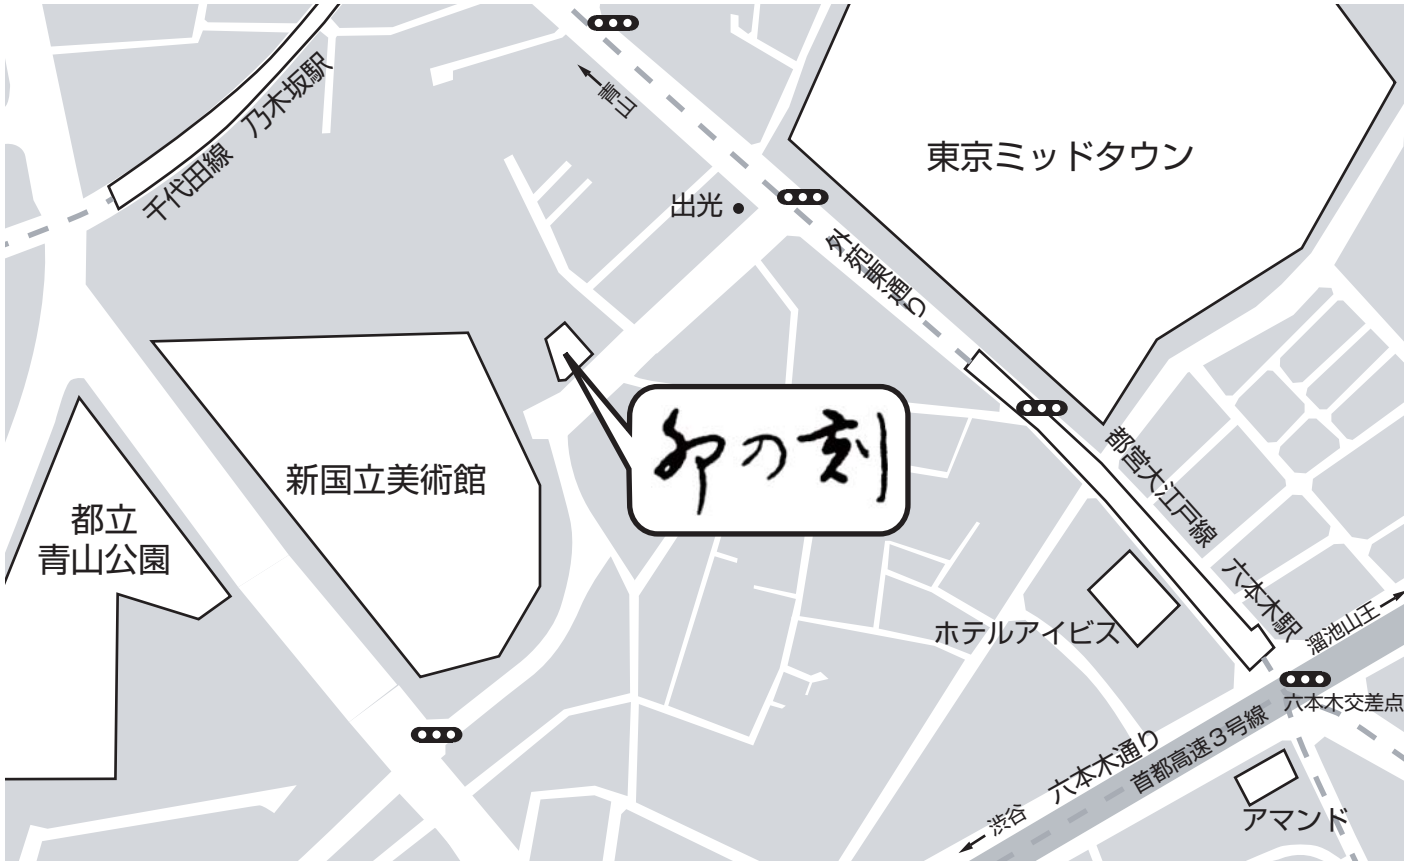 青山
千代田線　乃木坂駅
東京ミッドタウン
出光
外苑東通り
卯の刻
新国立美術館
都立
青山公園
都営大江戸線　六本木駅
ホテルアイビス
溜池山王
六本木交差点
六本木通り
首都高速3号線
渋谷
アマンド